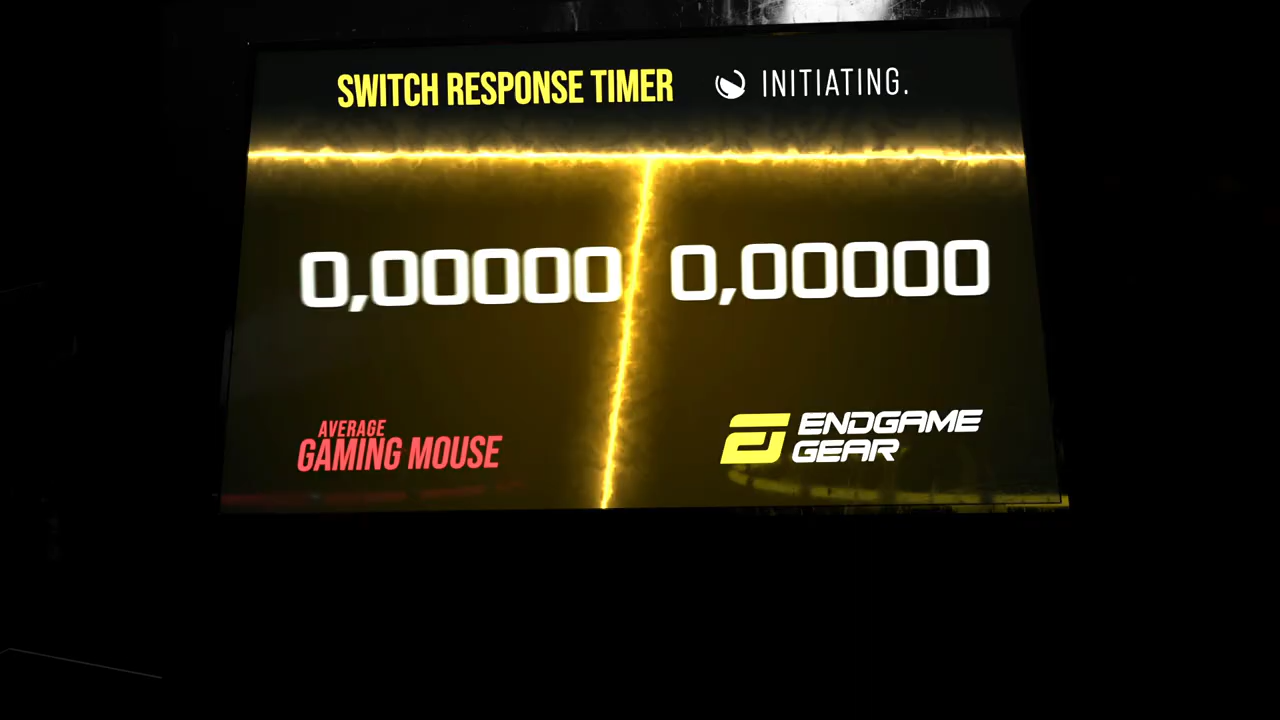 SWITCH RESPONSE TIMER
INITIATING.
0,00000
0,00000
AVERAGE
GAMING MOUSE
ENDGAME
GEAR